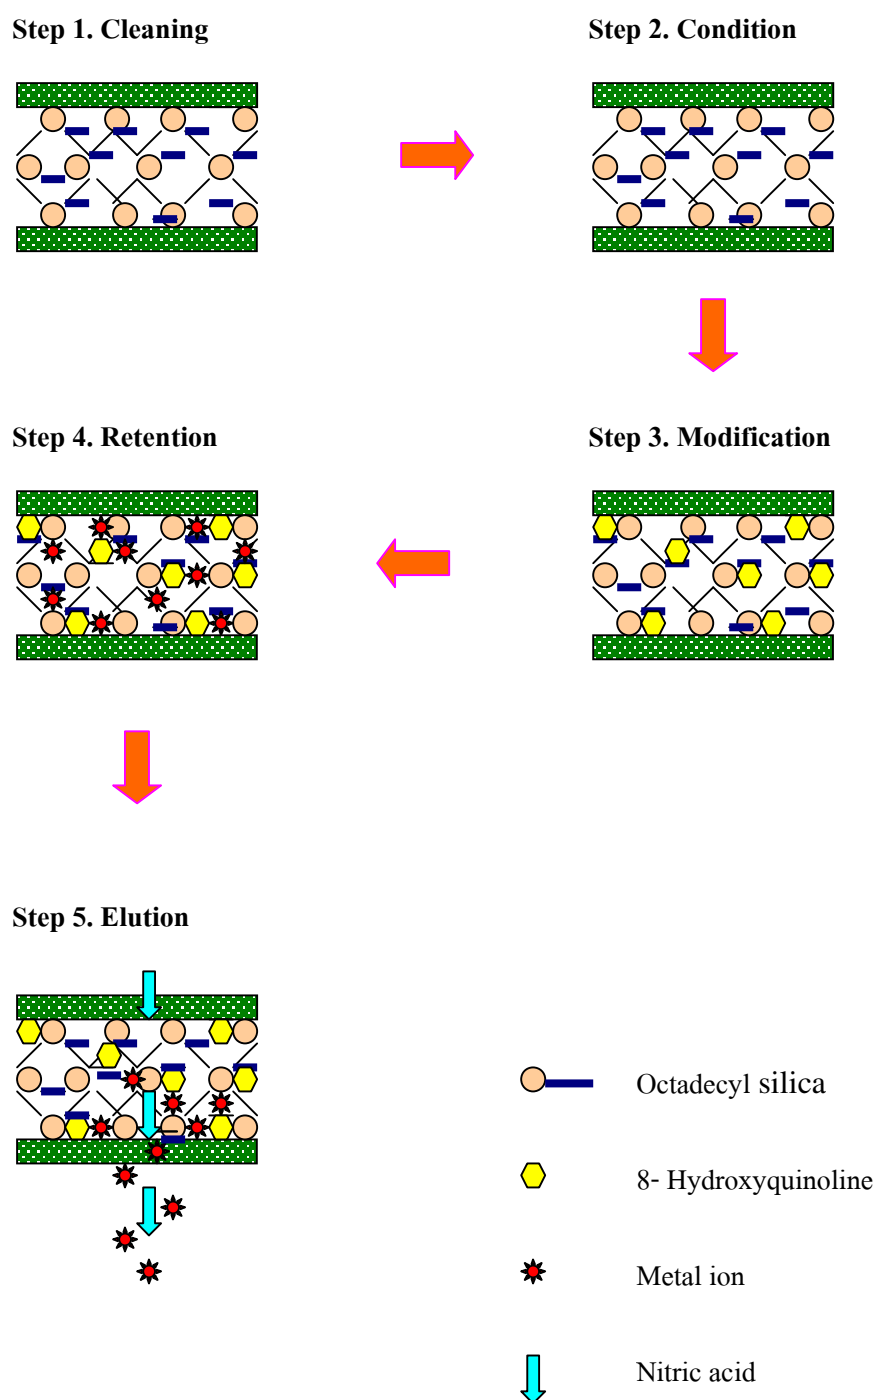 Step 1. Cleaning
Step 2. Condition
Step 4. Retention
Step 3. Modification
Step 5. Elution
Octadecyl silica
8- Hydroxyquinoline
Metal ion
Nitric acid